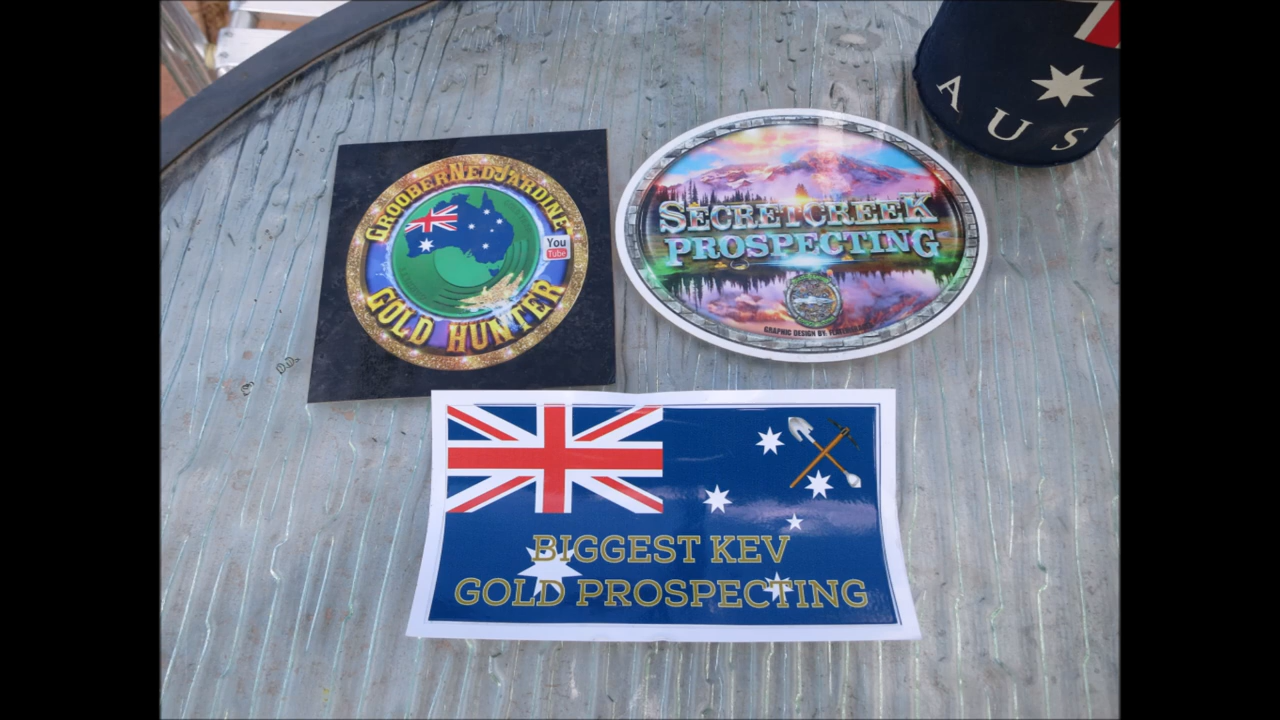 GROOBERNEDJARDINE
You
Tube
GOLD HUNTER
SECRETCREEK
PROSPECTING
GRAPHIC DESIGN BY:
AUS
BIGGEST KEV
GOLD PROSPECTING